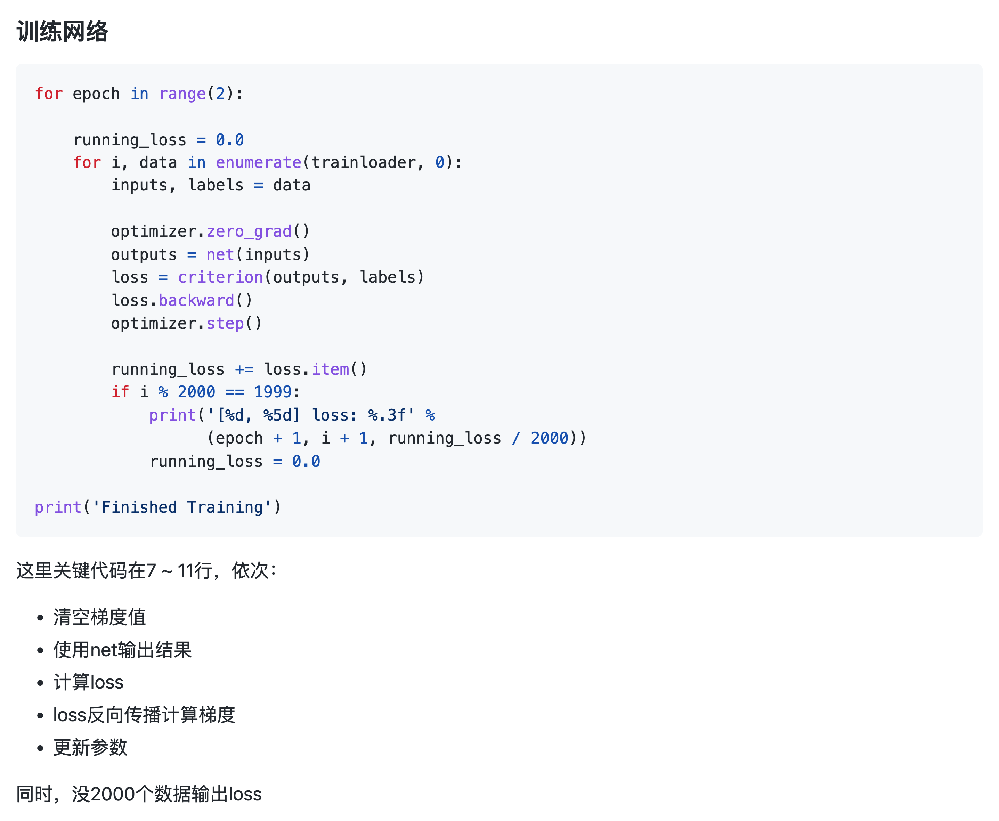 训练网络
for epoch in range(2):
running_loss = 0.0
for i, data in enumerate(trainloader, 0):
inputs, labels = data
optimizer.zero_grad()
outputs = net(inputs)
loss = criterion(outputs, labels)
loss.backward()
optimizer.step()
running_loss += loss.item()
if i % 2000 == 1999:
print('[%d, %5d] loss: %.3f' %
(epoch + 1, i + 1, running_loss / 2000))
running_loss = 0.0
print('Finished Training')
这里关键代码在7 ~ 11行，依次：
• 清空梯度值
• 使用net输出结果
• 计算loss
• loss反向传播计算梯度
• 更新参数
同时，没2000个数据输出loss